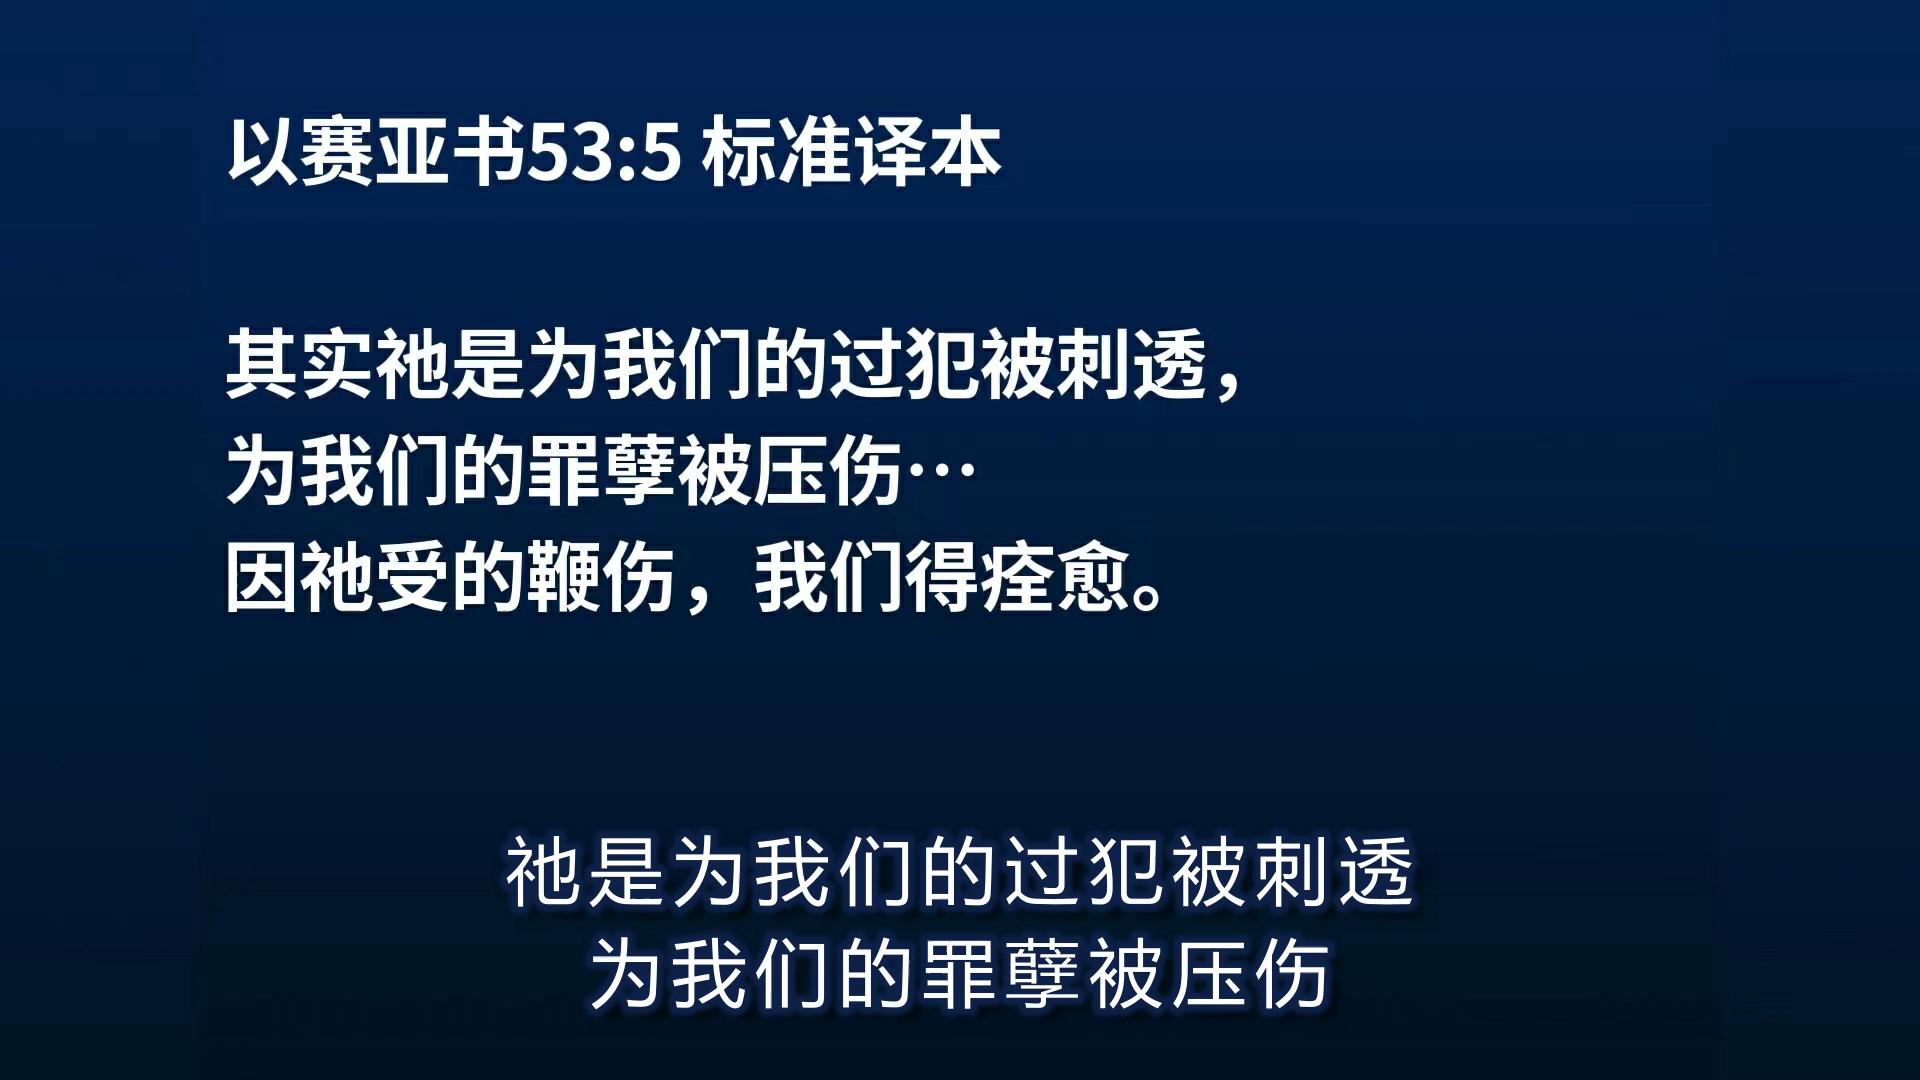 以赛亚书53:5 标准译本
其实祂是为我们的过犯被刺透，
为我们的罪孽被压伤…
因祂受的鞭伤，我们得痊愈。
祂是为我们的过犯被刺透
为我们的罪孽被压伤